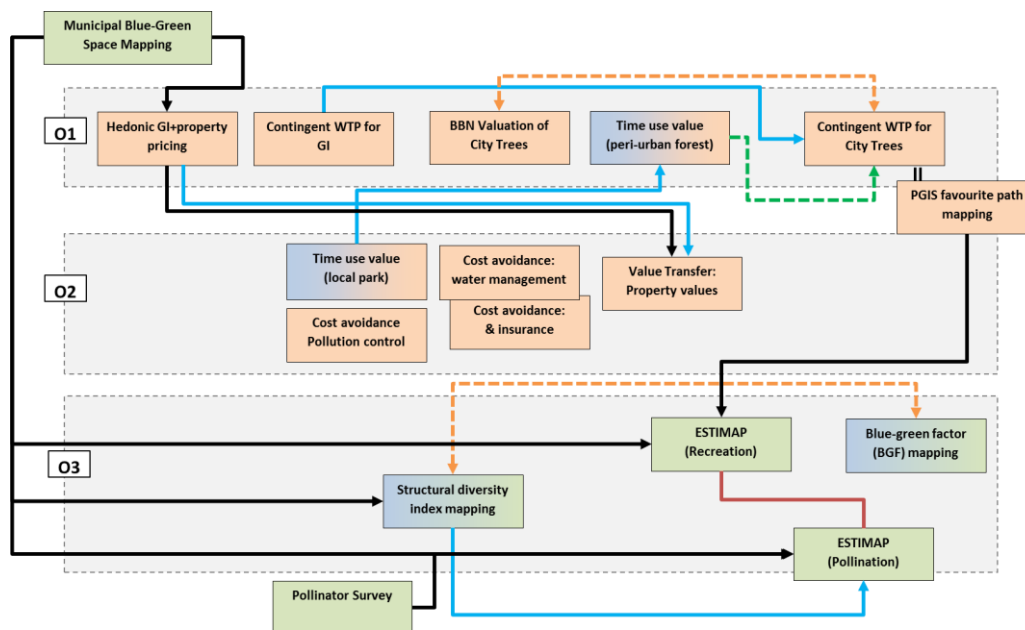 Municipal Blue-Green
Space Mapping
O1
Hedonic GI+property
pricing
Contingent WTP for
GI
BBN Valuation of
City Trees
Time use value
(peri-urban forest)
Contingent WTP for
City Trees
PGIS favourite path
mapping
O2
Time use value
(local park)
Cost avoidance:
water management
Value Transfer:
Property values
Cost avoidance
Pollution control
Cost avoidance:
& insurance
O3
ESTIMAP
(Recreation)
Blue-green factor
(BGF) mapping
Structural diversity
index mapping
ESTIMAP
(Pollination)
Pollinator Survey